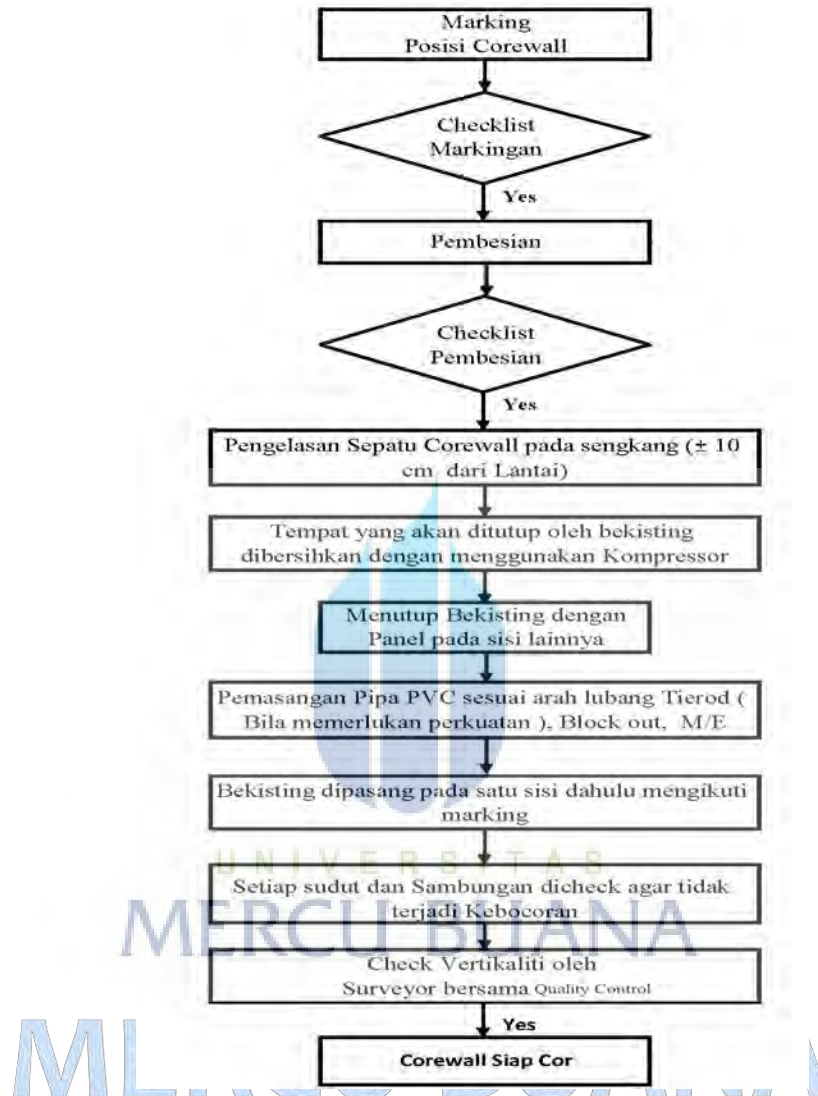 Marking
Posisi Corewall
Checklist
Markingan
Yes
Pembesian
Checklist
Pembesian
Yes
Pengelasan Sepatu Corewall pada sengkang (± 10
cm dari Lantai)
Tempat yang akan ditutup oleh bekisting
dibersihkan dengan menggunakan Kompressor
Menutup Bekisting dengan
Panel pada sisi lainnya
Pemasangan Pipa PVC sesuai arah lubang Tierod (
Bila memerlukan perkuatan ), Block out, M/E
Bekisting dipasang pada satu sisi dahulu mengikuti
marking
UNIVERSITAS
Setiap sudut dan Sambungan dicheck agar tidak
terjadi Kebocoran
MERCU BUANA
Check Vertikaliti oleh
Surveyor bersama Quality Control
Yes
Corewall Siap Cor